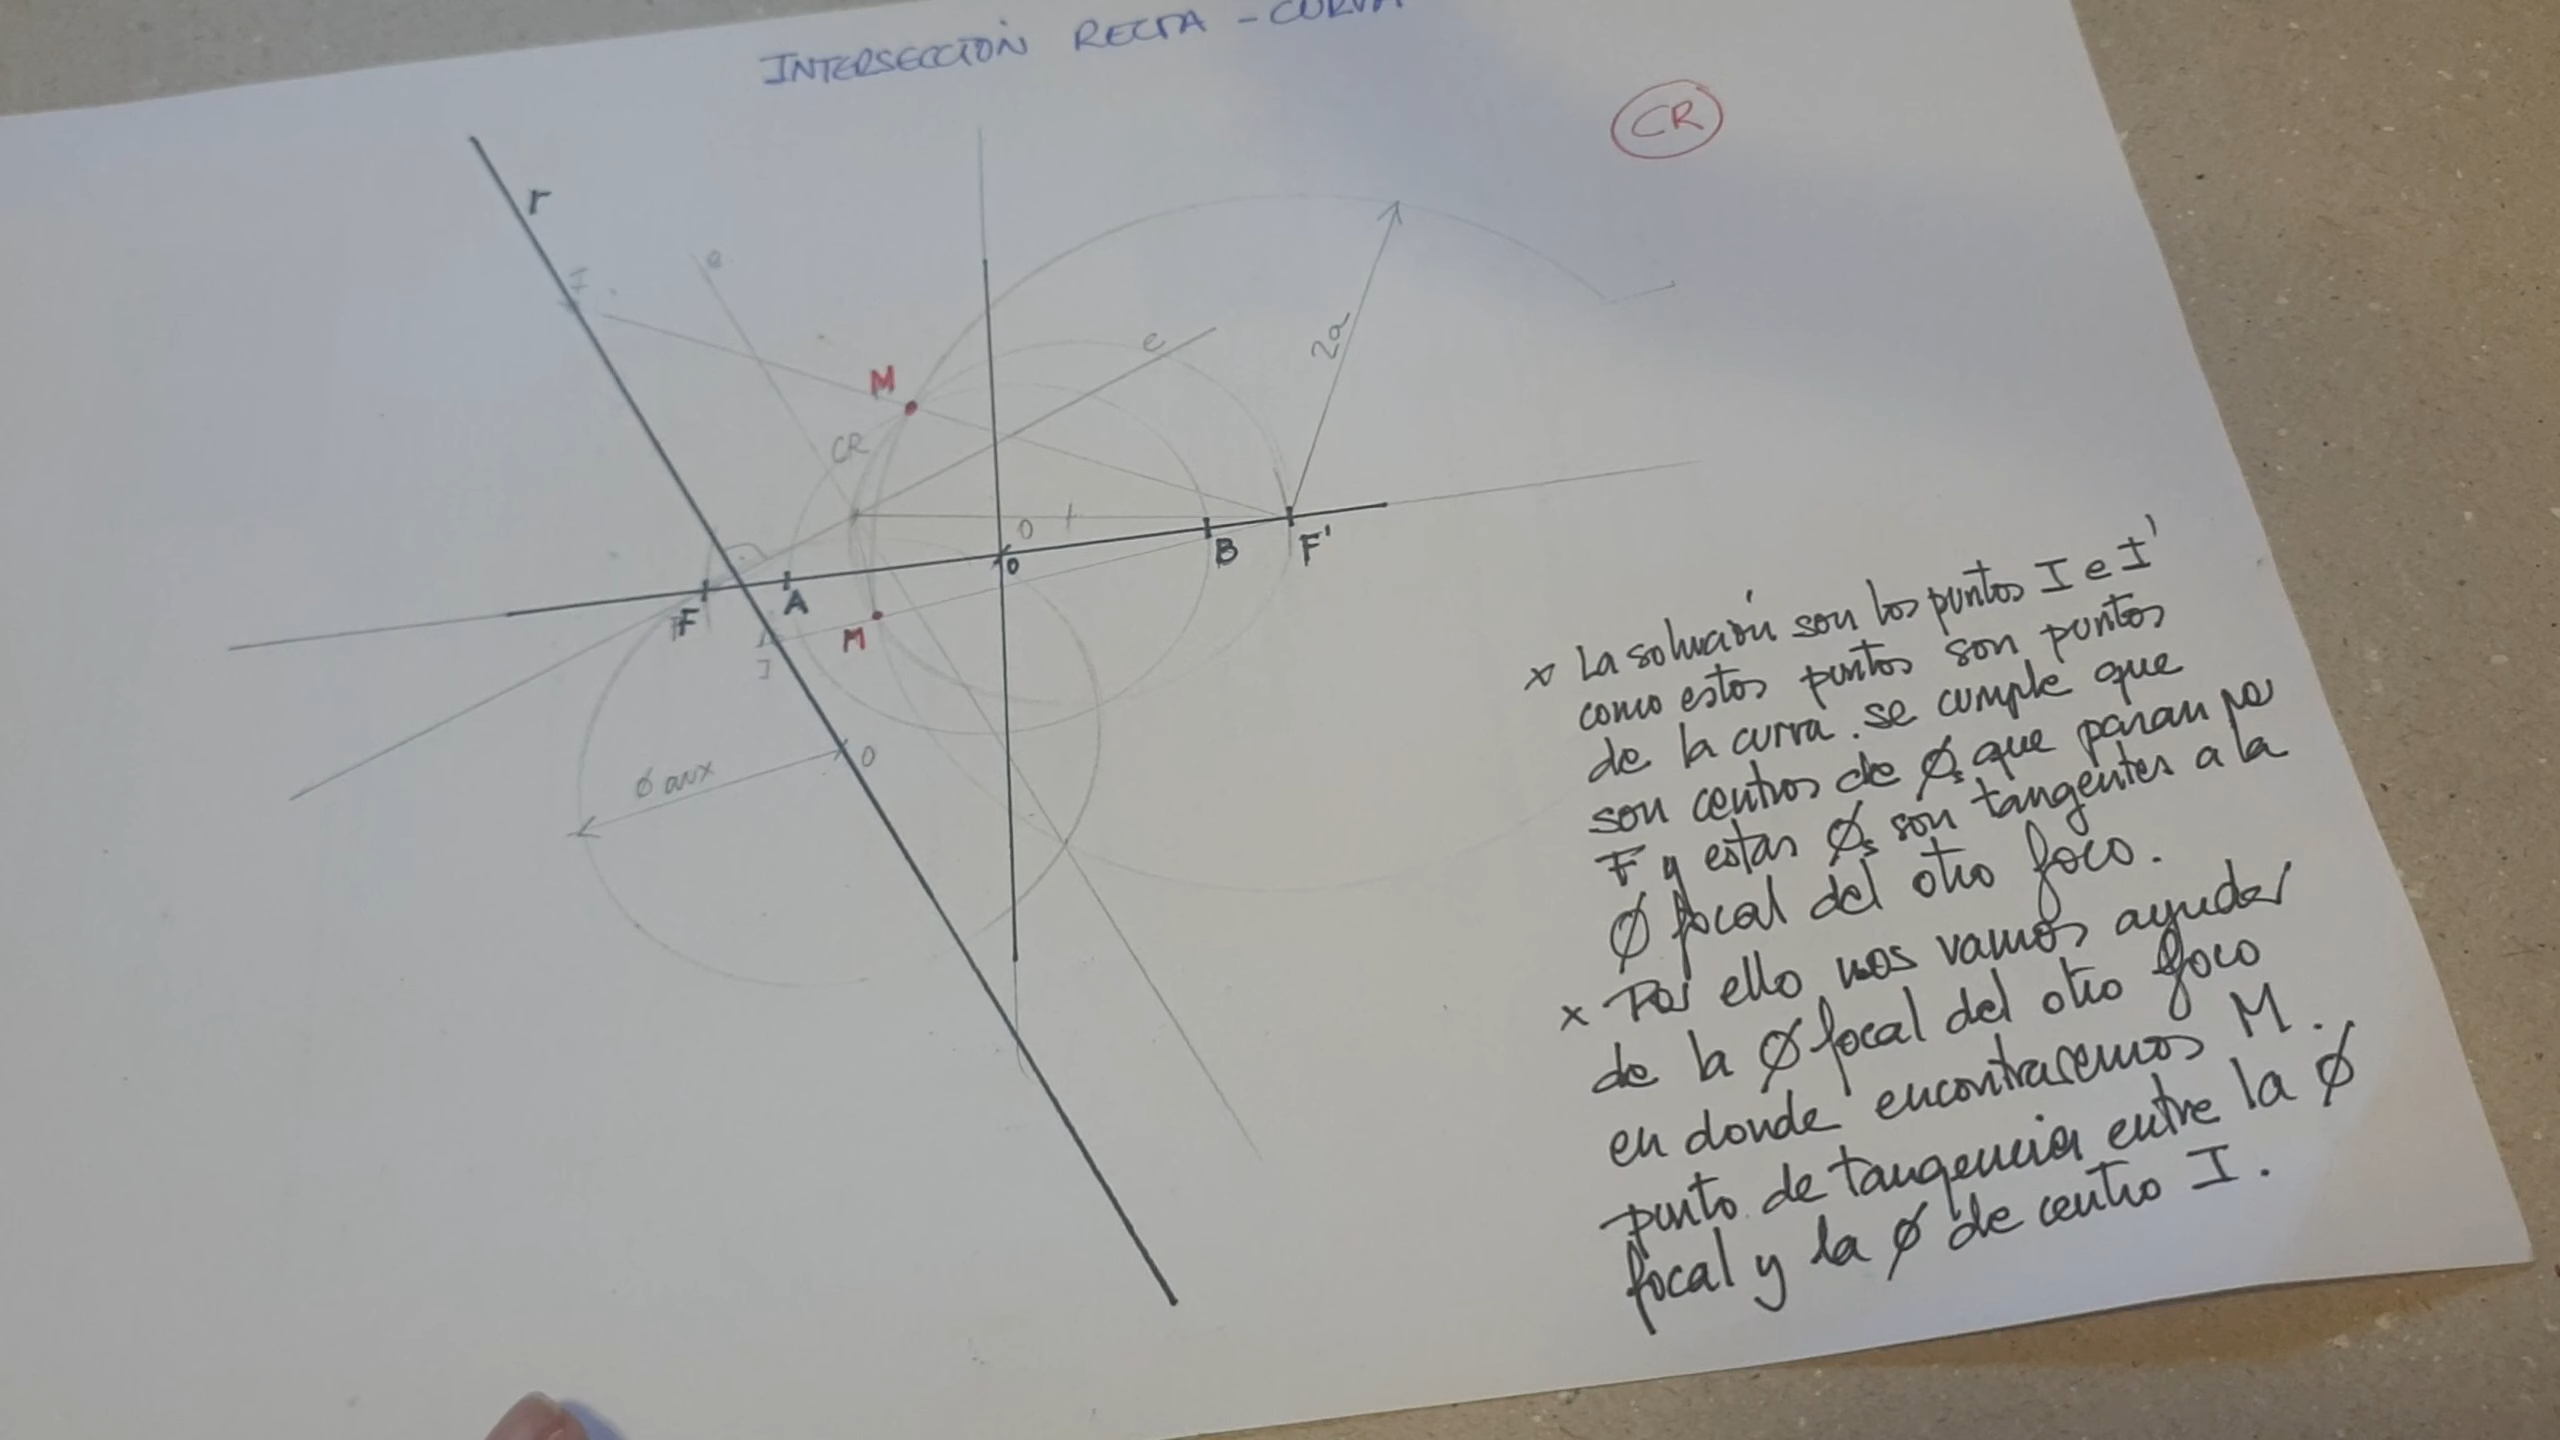 INTERSECCIÓN RECTA - CURVA
CR
r
I
e
e
2a
M
CR
O
O
B
F'
F
A
M
I
O
Ø aux
x La solución son los puntos I e I'
como estos puntos son puntos
de la curva. se cumple que
son centros de Øs que pasan por
F y estas Øs son tangentes a la
Ø focal del otro foco.
x Por ello nos vamos ayudar
de la Ø focal del otro foco
en donde encontraremos M.
punto de tangencia entre la Ø
focal y la Ø de centro I.